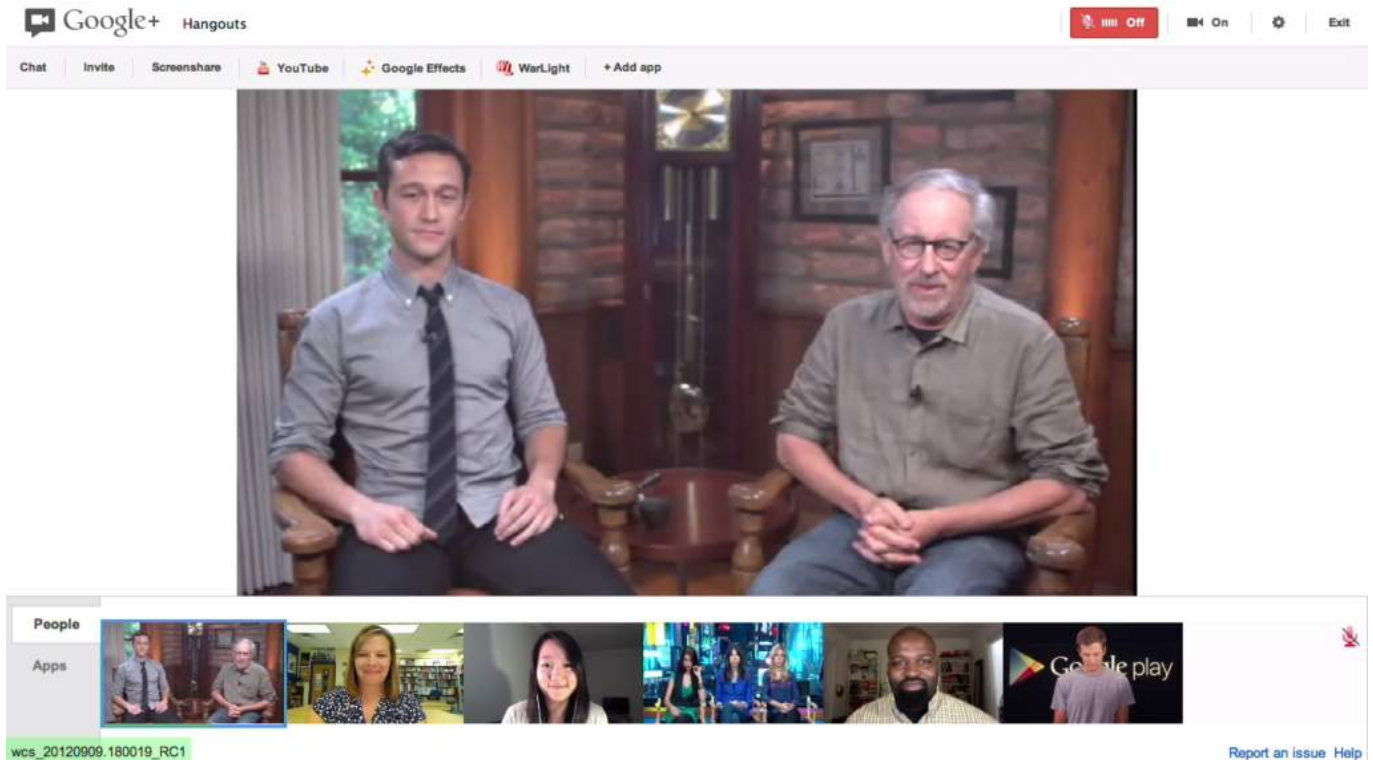 Google+ Hangouts
Off
On
Exit
Chat
Invite
Screenshare
YouTube
Google Effects
WarLight
+ Add app
People
Apps
Google play
wcs_20120909.180019_RC1
Report an issue
Help